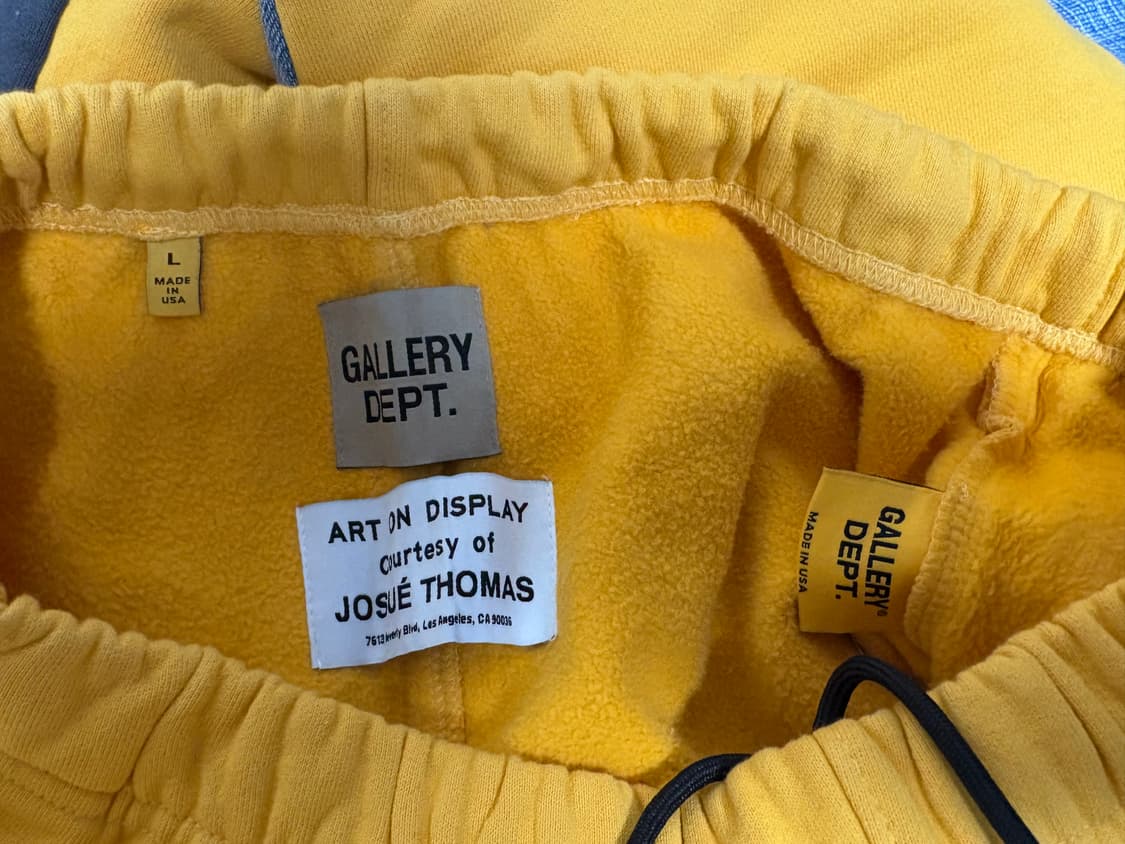 L
MADE
IN
USA
GALLERY
DEPT.
ART ON DISPLAY
Courtesy of
JOSUÉ THOMAS
7613 Beverly Blvd, Los Angeles, CA 90036
GALLERY
DEPT.
MADE IN USA